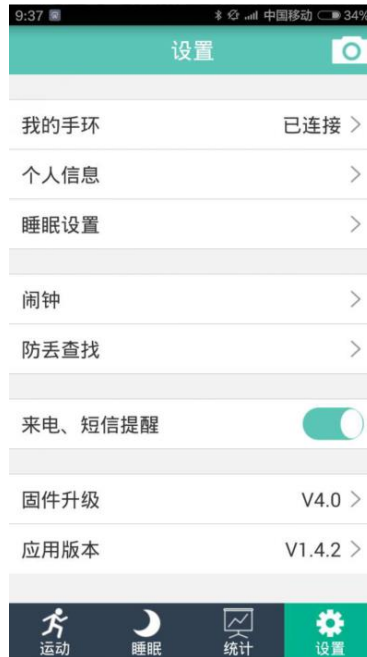 9:37 中国移动 34%
设置
我的手环 已连接
个人信息
睡眠设置
闹钟
防丢查找
来电、短信提醒
固件升级 V4.0
应用版本 V1.4.2
运动 睡眠 统计 设置